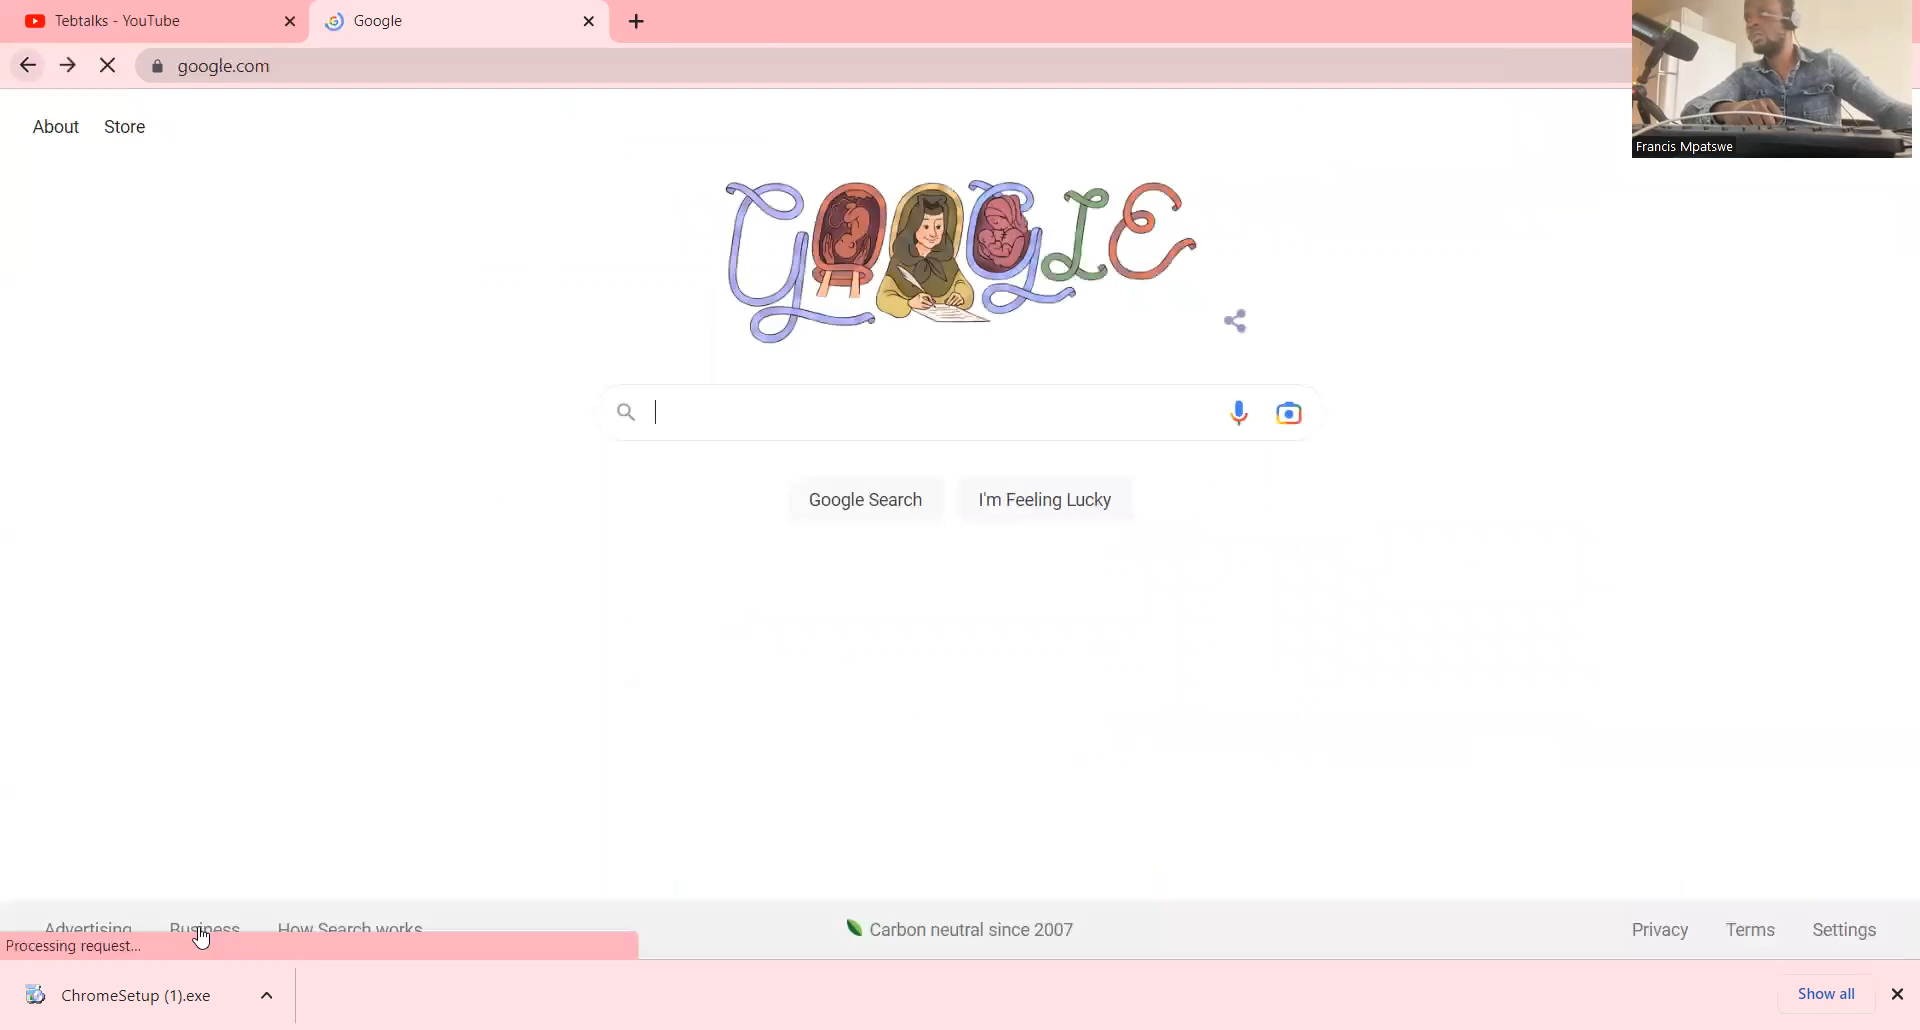 Tebtalks - YouTube
Google
google.com
About Store
Francis Mpatswe
GOOGLE
Google Search
I'm Feeling Lucky
Advertising Business How Search works
Carbon neutral since 2007
Privacy Terms Settings
Processing request...
ChromeSetup (1).exe
Show all